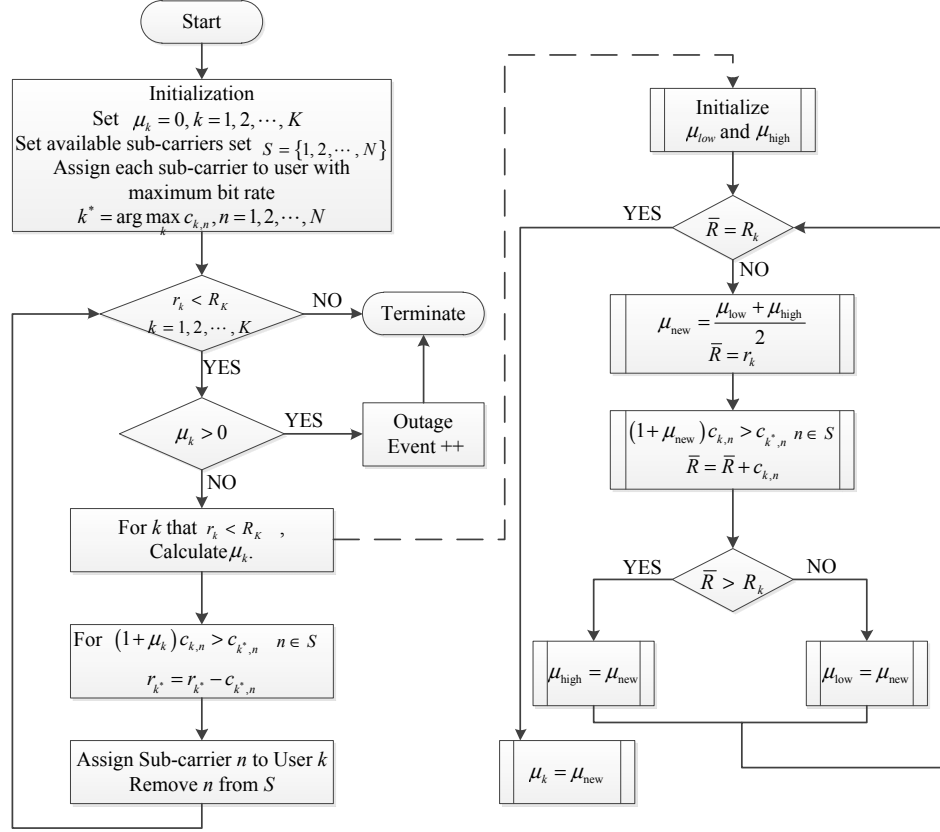 Start
Initialization
Set μ_k = 0, k = 1, 2, ⋯, K
Set available sub-carriers set S = {1, 2, ⋯, N}
Assign each sub-carrier to user with
maximum bit rate
k* = arg max_k c_{k,n}, n = 1, 2, ⋯, N
r_k < R_K
k = 1, 2, ⋯, K
NO
Terminate
YES
μ_k > 0
YES
Outage
Event ++
NO
For k that r_k < R_K ,
Calculate μ_k.
For (1 + μ_k) c_{k,n} > c_{k*,n} n ∈ S
r_{k*} = r_{k*} − c_{k*,n}
Assign Sub-carrier n to User k
Remove n from S
Initialize
μ_low and μ_high
YES
R̅ = R_k
NO
μ_new = (μ_low + μ_high) / 2
R̅ = r_k
(1 + μ_new) c_{k,n} > c_{k*,n} n ∈ S
R̅ = R̅ + c_{k,n}
YES
R̅ > R_k
NO
μ_high = μ_new
μ_low = μ_new
μ_k = μ_new